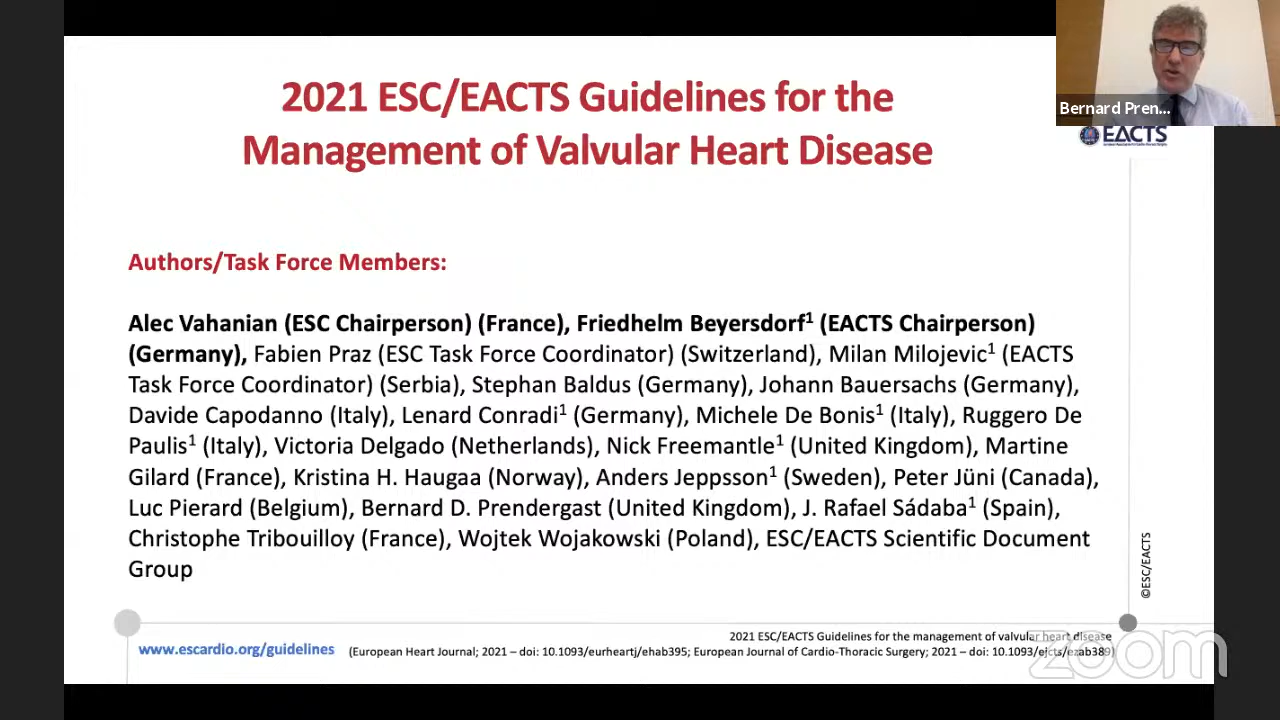 2021 ESC/EACTS Guidelines for the
Management of Valvular Heart Disease
Bernard Pren...
EACTS
Authors/Task Force Members:
Alec Vahanian (ESC Chairperson) (France), Friedhelm Beyersdorf¹ (EACTS Chairperson)
(Germany), Fabien Praz (ESC Task Force Coordinator) (Switzerland), Milan Milojevic¹ (EACTS
Task Force Coordinator) (Serbia), Stephan Baldus (Germany), Johann Bauersachs (Germany),
Davide Capodanno (Italy), Lenard Conradi¹ (Germany), Michele De Bonis¹ (Italy), Ruggero De
Paulis¹ (Italy), Victoria Delgado (Netherlands), Nick Freemantle¹ (United Kingdom), Martine
Gilard (France), Kristina H. Haugaa (Norway), Anders Jeppsson¹ (Sweden), Peter Jüni (Canada),
Luc Pierard (Belgium), Bernard D. Prendergast (United Kingdom), J. Rafael Sádaba¹ (Spain),
Christophe Tribouilloy (France), Wojtek Wojakowski (Poland), ESC/EACTS Scientific Document
Group
©ESC/EACTS
2021 ESC/EACTS Guidelines for the management of valvular heart disease
www.escardio.org/guidelines (European Heart Journal; 2021 – doi: 10.1093/eurheartj/ehab395; European Journal of Cardio-Thoracic Surgery; 2021 – doi: 10.1093/ejcts/ezab389)
zoom